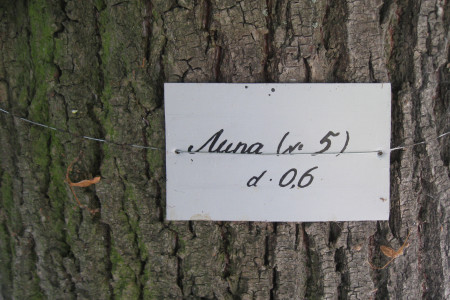 Липа (№ 5)
d. 0,6